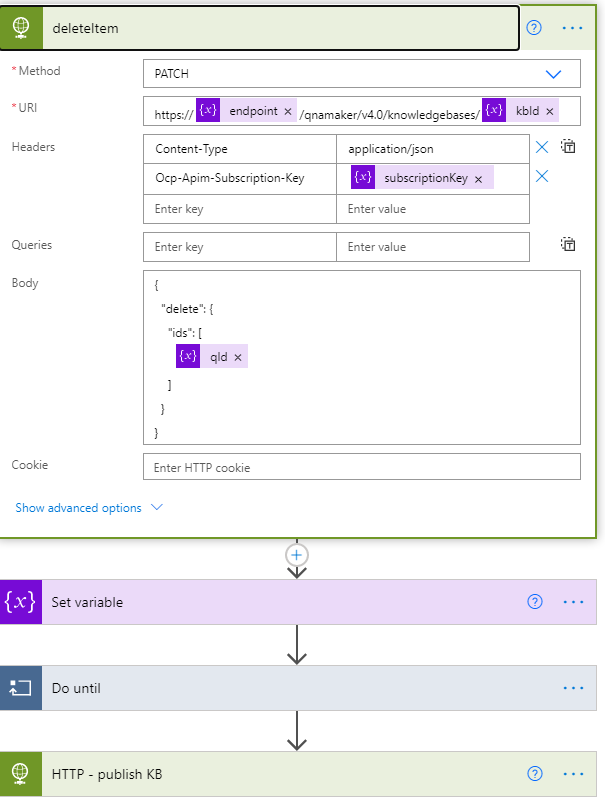 deleteItem
* Method
PATCH
* URI
https:// {x} endpoint × /qnamaker/v4.0/knowledgebases/ {x} kbId ×
Headers
Content-Type
application/json
Ocp-Apim-Subscription-Key
{x} subscriptionKey ×
Enter key
Enter value
Queries
Enter key
Enter value
Body
{
"delete": {
"ids": [
{x} qId ×
]
}
}
Cookie
Enter HTTP cookie
Show advanced options
{x} Set variable
Do until
HTTP - publish KB